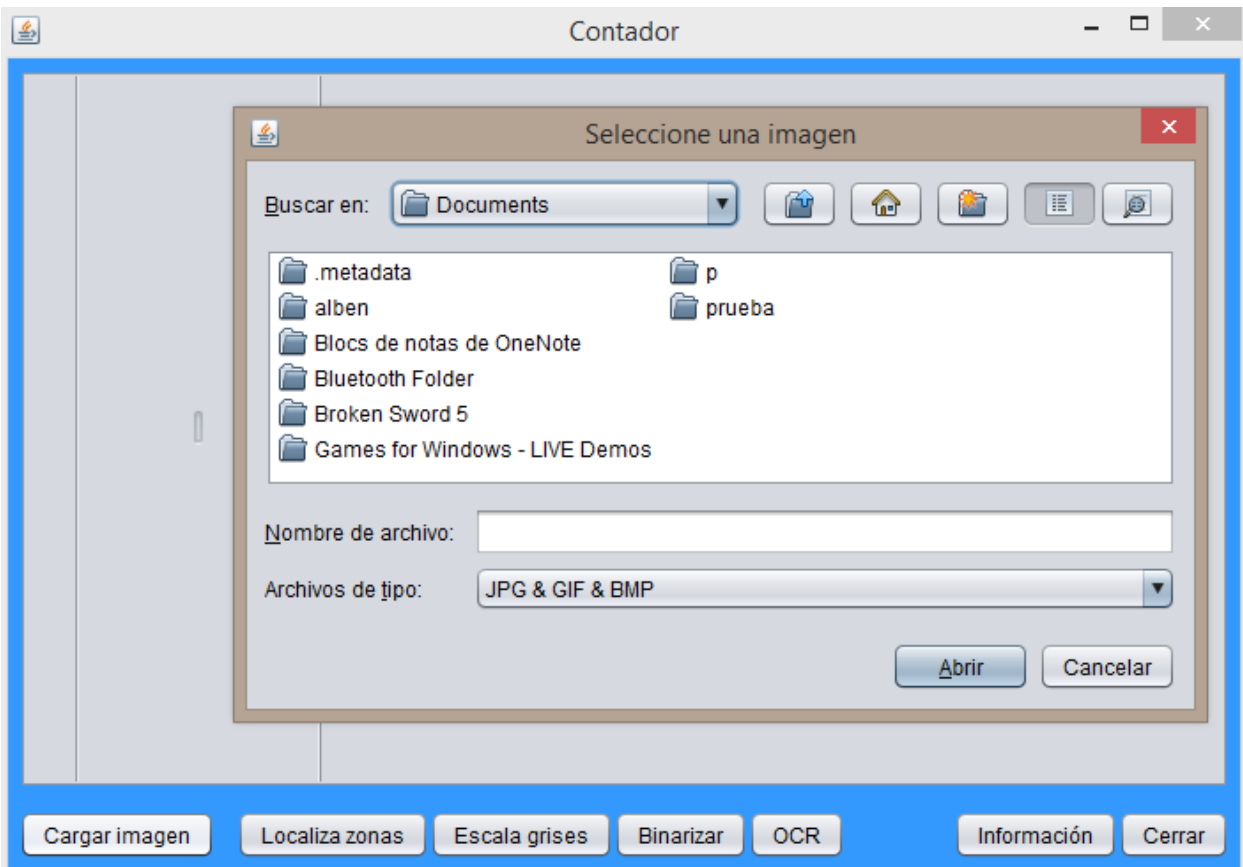 Contador
Seleccione una imagen
Buscar en: Documents
.metadata p
alben prueba
Blocs de notas de OneNote
Bluetooth Folder
Broken Sword 5
Games for Windows - LIVE Demos
Nombre de archivo:
Archivos de tipo: JPG & GIF & BMP
Abrir Cancelar
Cargar imagen Localiza zonas Escala grises Binarizar OCR Información Cerrar